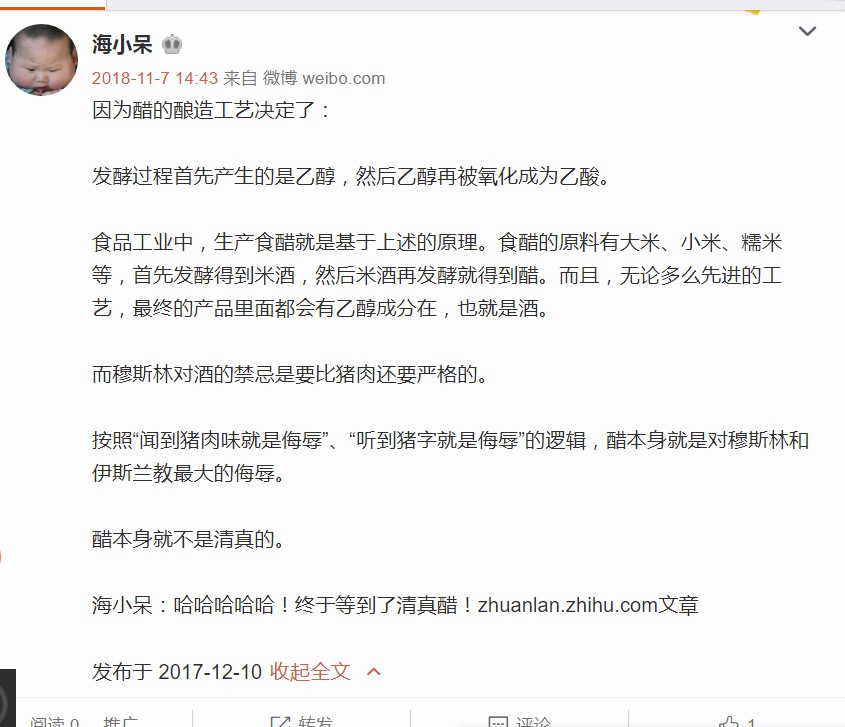 海小呆
2018-11-7 14:43 来自 微博 weibo.com
因为醋的酿造工艺决定了：
发酵过程首先产生的是乙醇，然后乙醇再被氧化成为乙酸。
食品工业中，生产食醋就是基于上述的原理。食醋的原料有大米、小米、糯米
等，首先发酵得到米酒，然后米酒再发酵就得到醋。而且，无论多么先进的工
艺，最终的产品里面都会有乙醇成分在，也就是酒。
而穆斯林对酒的禁忌是要比猪肉还要严格的。
按照“闻到猪肉味就是侮辱”、“听到猪字就是侮辱”的逻辑，醋本身就是对穆斯林和
伊斯兰教最大的侮辱。
醋本身就不是清真的。
海小呆：哈哈哈哈哈！终于等到了清真醋！zhuanlan.zhihu.com文章
发布于 2017-12-10 收起全文
阅读 0 推广 转发 评论 1